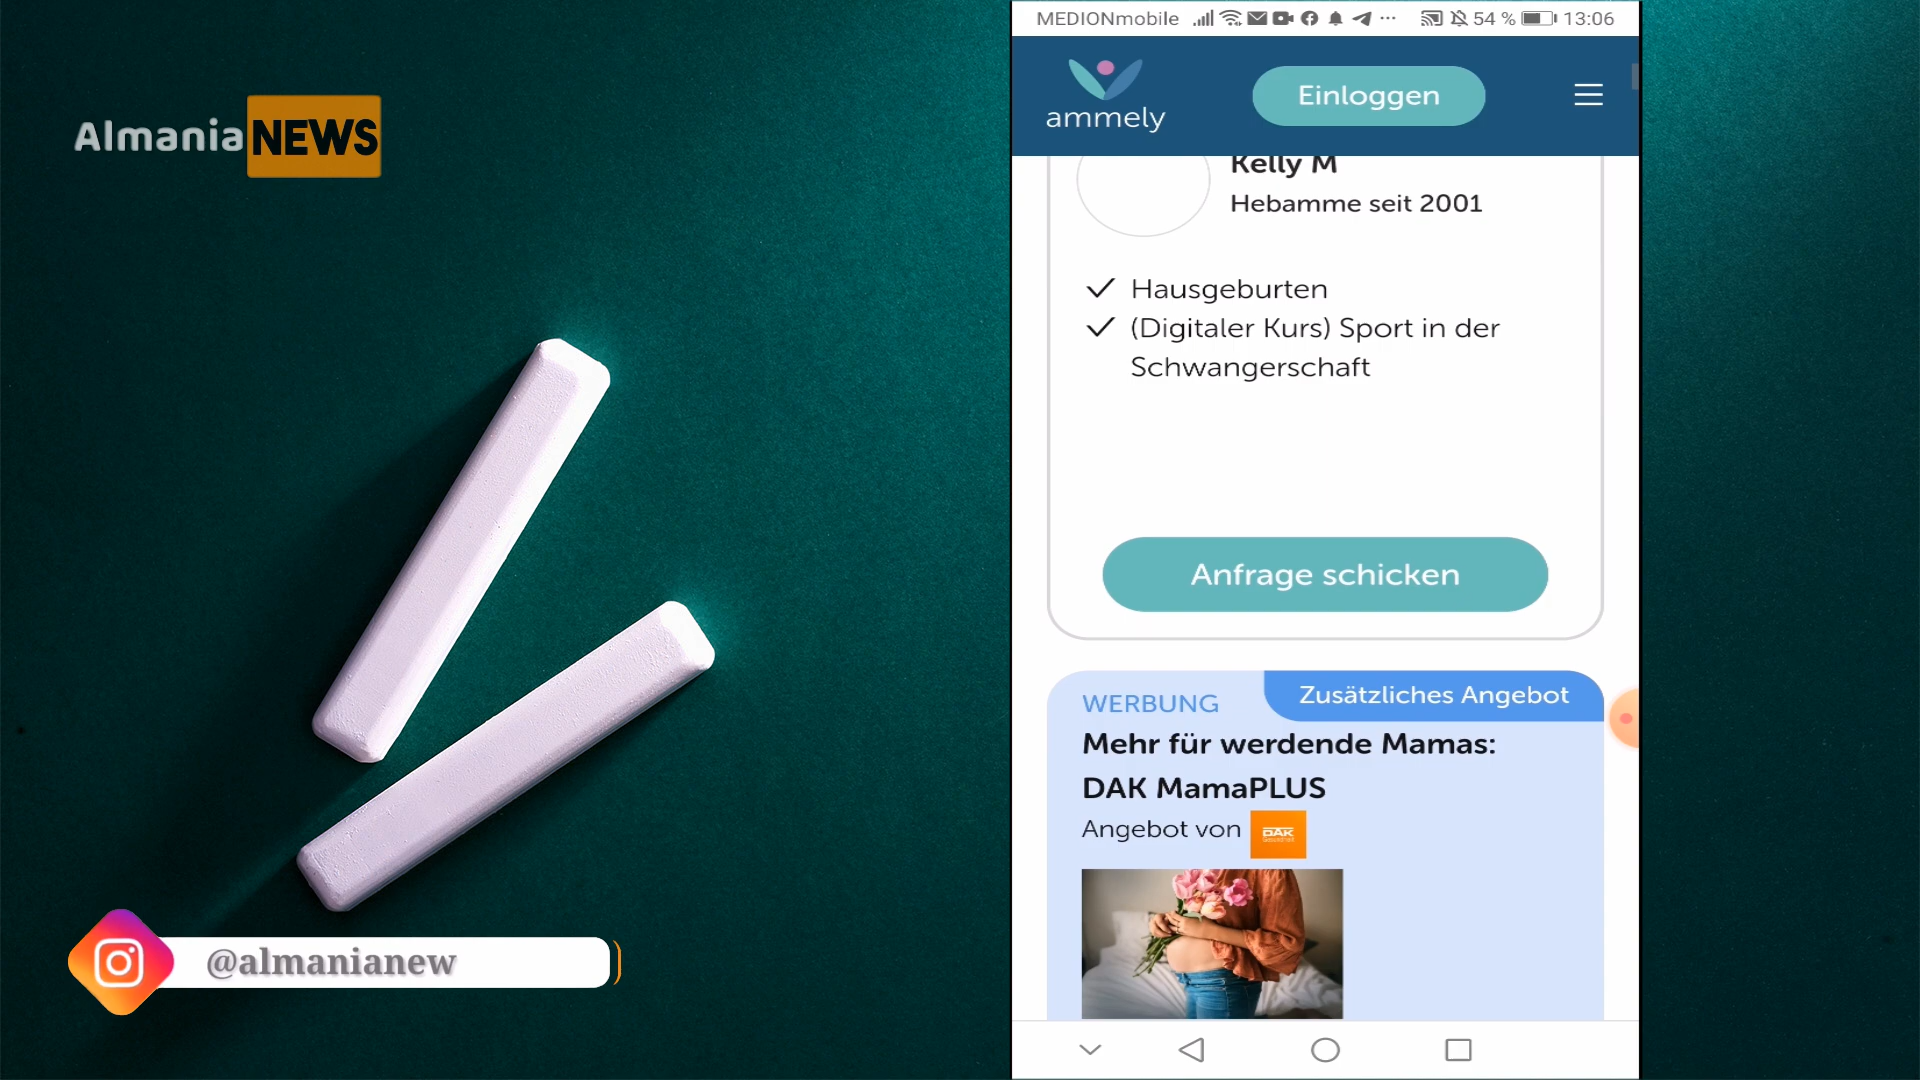 Almania NEWS
@almanianew
MEDIONmobile 54 % 13:06
ammely
Einloggen
Kelly M
Hebamme seit 2001
Hausgeburten
(Digitaler Kurs) Sport in der
Schwangerschaft
Anfrage schicken
WERBUNG
Zusätzliches Angebot
Mehr für werdende Mamas:
DAK MamaPLUS
Angebot von DAK